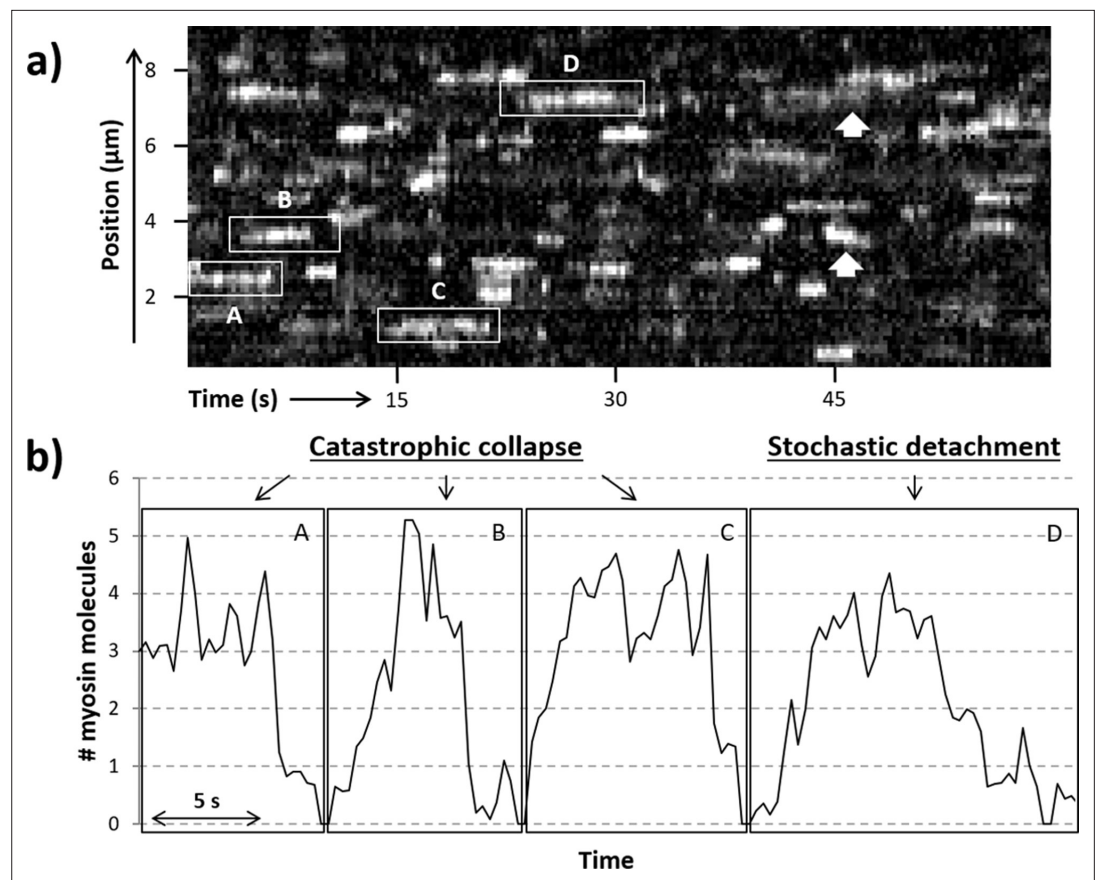 a)
Position (µm)
8
6
4
2
D
B
C
A
Time (s)
15
30
45
b)
Catastrophic collapse
Stochastic detachment
# myosin molecules
6
5
4
3
2
1
0
A
B
C
D
5 s
Time